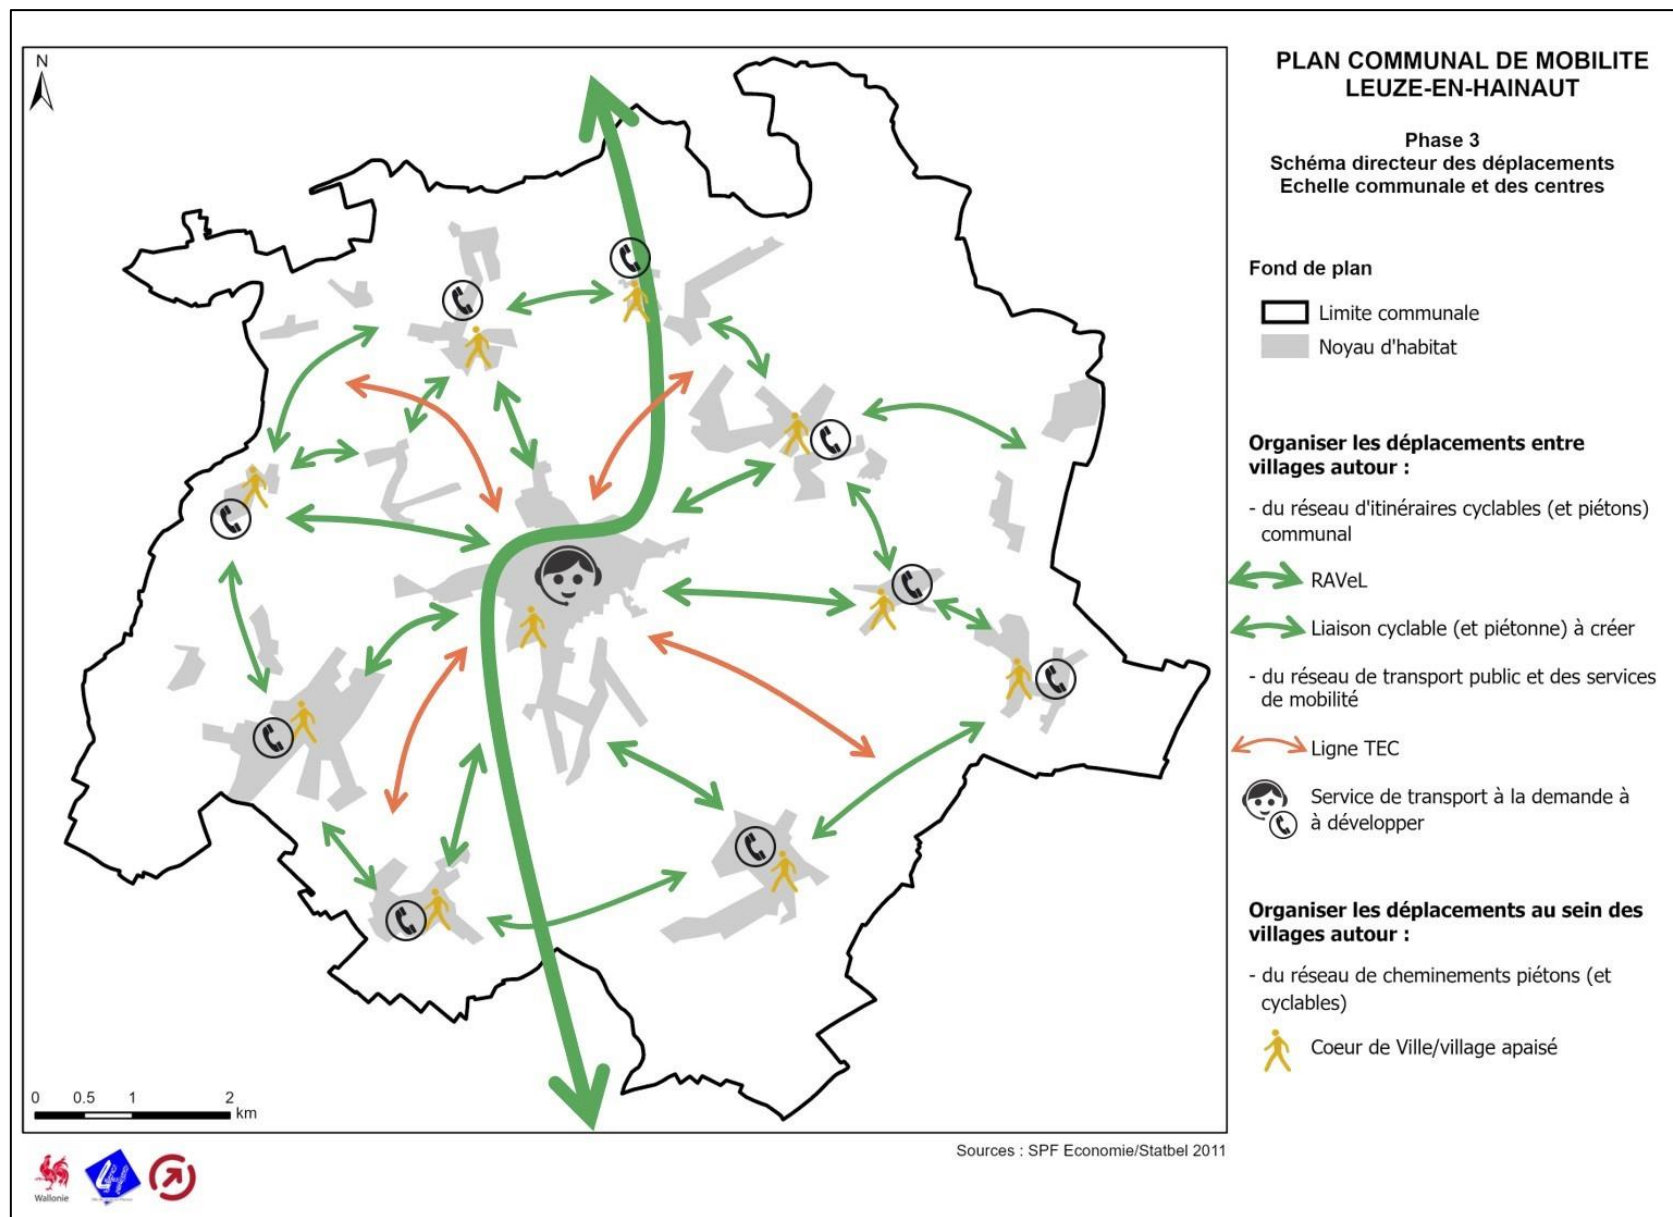 N
PLAN COMMUNAL DE MOBILITE
LEUZE-EN-HAINAUT
Phase 3
Schéma directeur des déplacements
Echelle communale et des centres
Fond de plan
Limite communale
Noyau d'habitat
Organiser les déplacements entre
villages autour :
- du réseau d'itinéraires cyclables (et piétons)
communal
RAVeL
Liaison cyclable (et piétonne) à créer
- du réseau de transport public et des services
de mobilité
Ligne TEC
Service de transport à la demande à
à développer
Organiser les déplacements au sein des
villages autour :
- du réseau de cheminements piétons (et
cyclables)
Coeur de Ville/village apaisé
0 0.5 1 2
km
Sources : SPF Economie/Statbel 2011
Wallonie